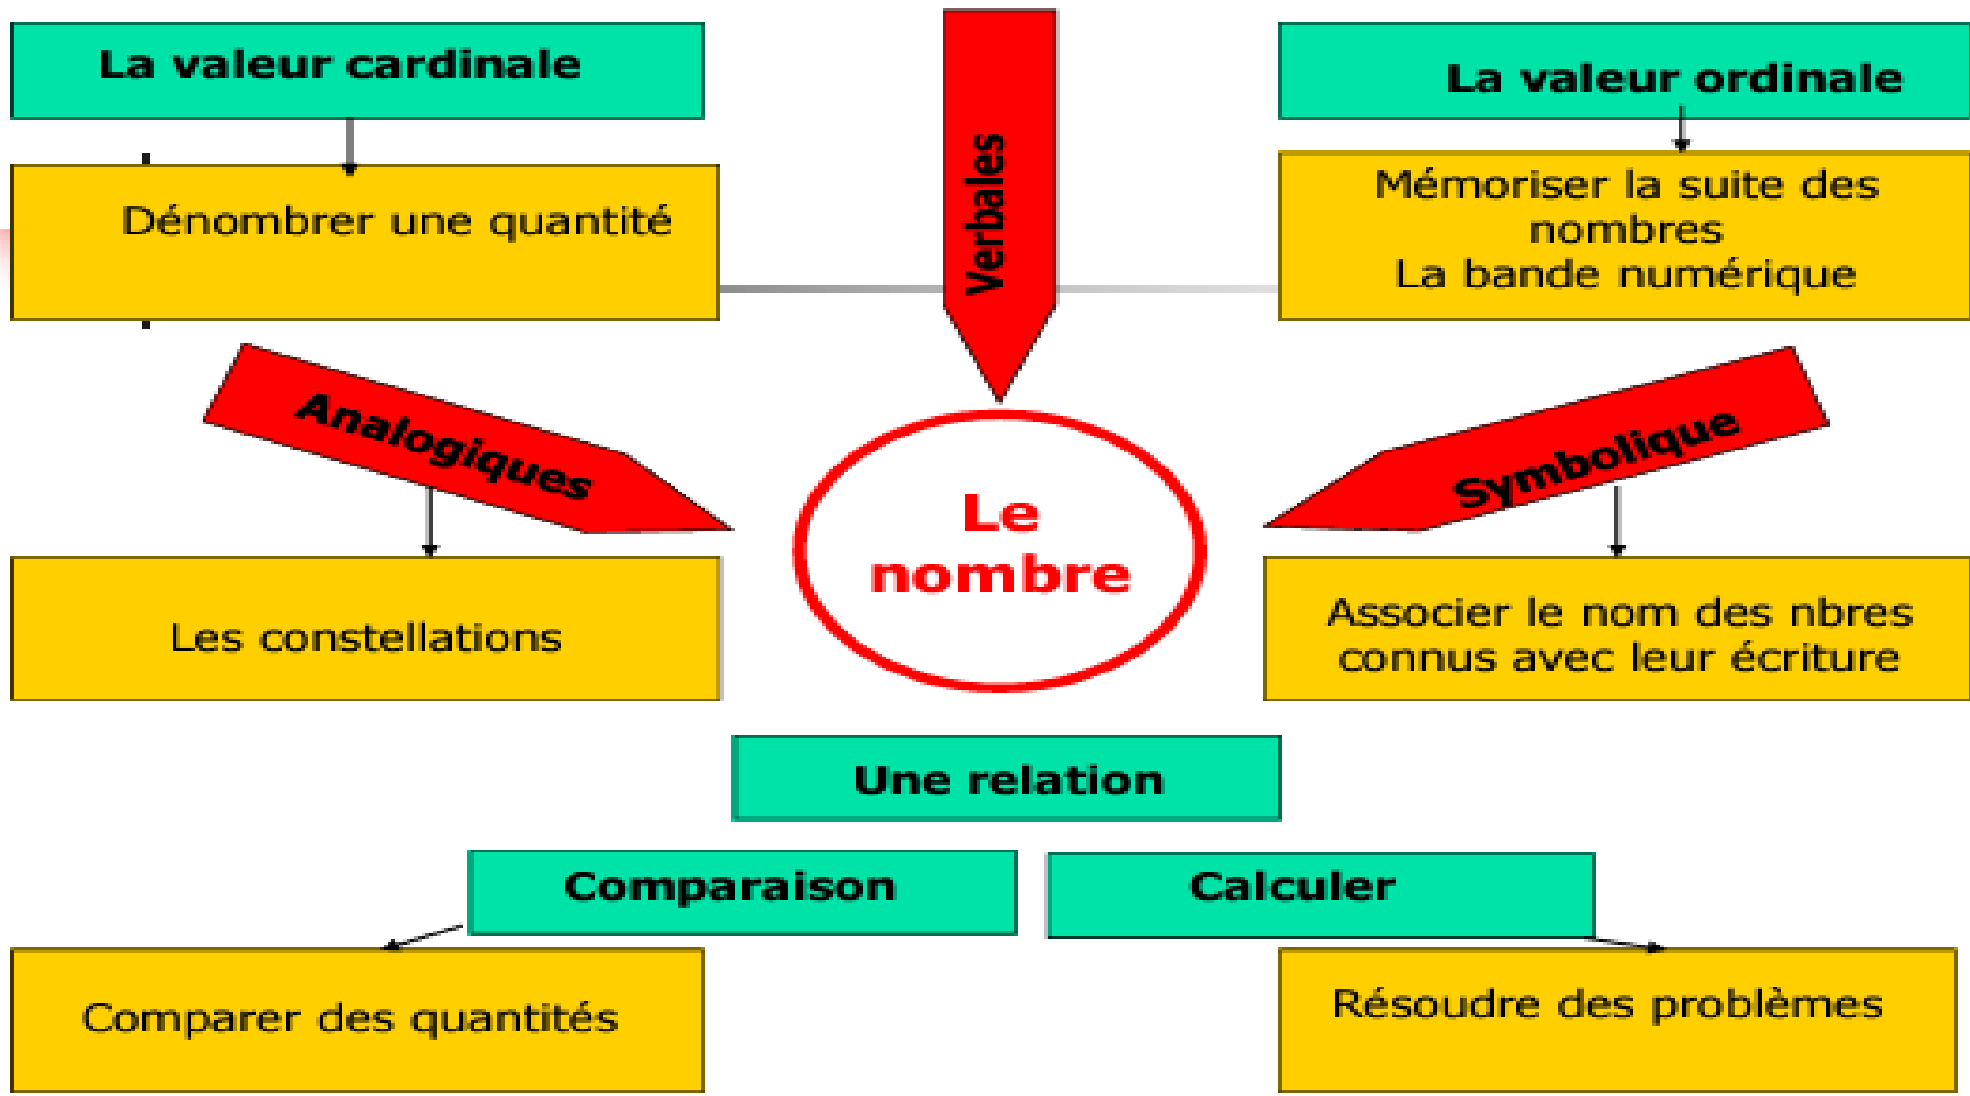 La valeur cardinale
Verbales
La valeur ordinale
Dénombrer une quantité
Mémoriser la suite des
nombres
La bande numérique
Analogiques
Symbolique
Le
nombre
Les constellations
Associer le nom des nbres
connus avec leur écriture
Une relation
Comparaison
Calculer
Comparer des quantités
Résoudre des problèmes